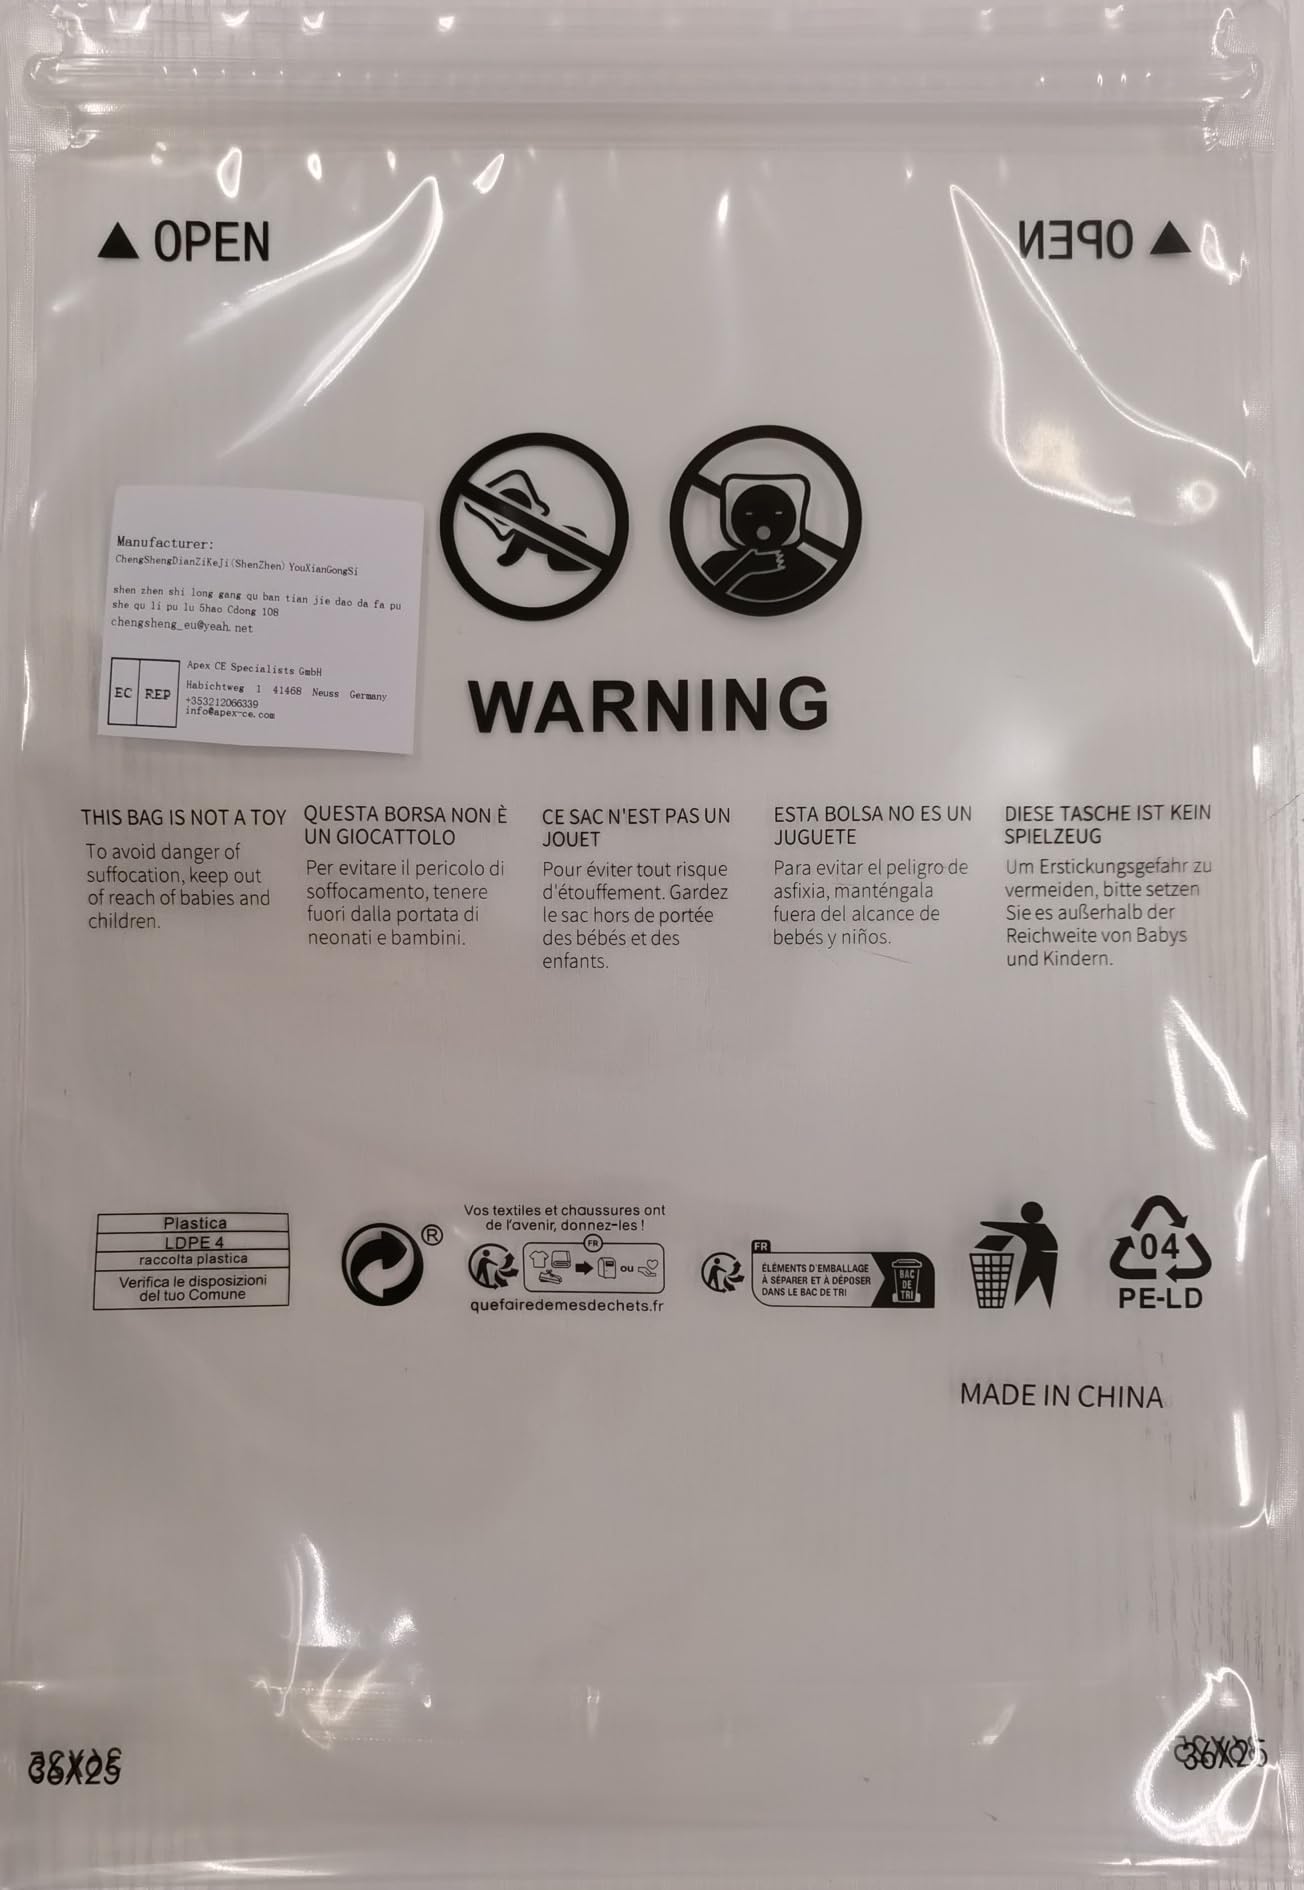 ▲ OPEN
OPEN ▲
Manufacturer:
ChengShengDianZiKeJi(ShenZhen)YouXianGongSi
shen zhen shi long gang qu ban tian jie dao da fa pu
she qu li pu lu 5hao Cdong 108
chengsheng_eu@yeah.net
EC REP
Apex CE Specialists GmbH
Habichtweg 1 41468 Neuss Germany
+353212066339
info@apex-ce.com
WARNING
THIS BAG IS NOT A TOY
To avoid danger of
suffocation, keep out
of reach of babies and
children.
QUESTA BORSA NON È
UN GIOCATTOLO
Per evitare il pericolo di
soffocamento, tenere
fuori dalla portata di
neonati e bambini.
CE SAC N'EST PAS UN
JOUET
Pour éviter tout risque
d'étouffement. Gardez
le sac hors de portée
des bébés et des
enfants.
ESTA BOLSA NO ES UN
JUGUETE
Para evitar el peligro de
asfixia, manténgala
fuera del alcance de
bebés y niños.
DIESE TASCHE IST KEIN
SPIELZEUG
Um Erstickungsgefahr zu
vermeiden, bitte setzen
Sie es außerhalb der
Reichweite von Babys
und Kindern.
Plastica
LDPE 4
raccolta plastica
Verifica le disposizioni
del tuo Comune
®
Vos textiles et chaussures ont
de l'avenir, donnez-les !
FR
ou
quefairedemesdechets.fr
FR
ÉLÉMENTS D'EMBALLAGE
À SÉPARER ET À DÉPOSER
DANS LE BAC DE TRI
BAC
DE
TRI
04
PE-LD
MADE IN CHINA
36X25
36X25